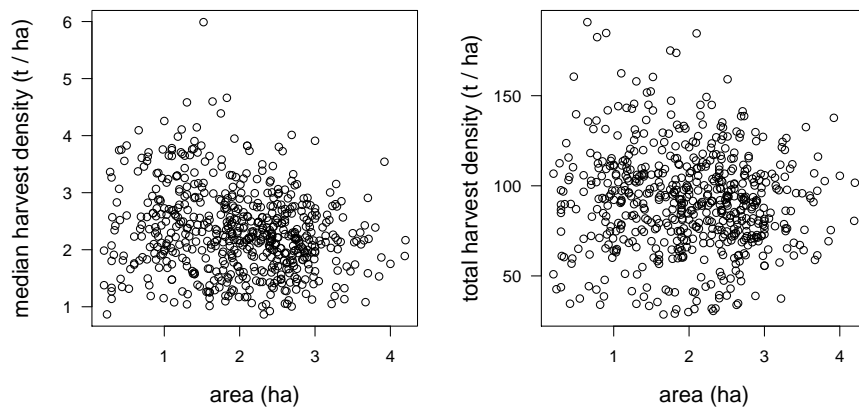 median harvest density (t / ha)
6
5
4
3
2
1
1 2 3 4
area (ha)
total harvest density (t / ha)
150
100
50
1 2 3 4
area (ha)